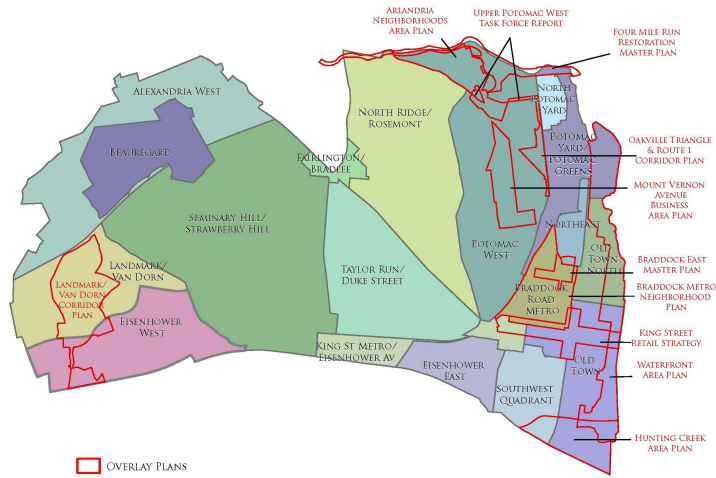 ARLANDRIA
NEIGHBORHOODS
AREA PLAN
UPPER POTOMAC WEST
TASK FORCE REPORT
FOUR MILE RUN
RESTORATION
MASTER PLAN
ALEXANDRIA WEST
NORTH
POTOMAC
YARD
NORTH RIDGE/
ROSEMONT
BEAUREGARD
FAIRLINGTON/
BRADLEE
POTOMAC
YARD/
POTOMAC
GREENS
OAKVILLE TRIANGLE
& ROUTE 1
CORRIDOR PLAN
MOUNT VERNON
AVENUE
BUSINESS
AREA PLAN
SEMINARY HILL/
STRAWBERRY HILL
NORTHEAST
POTOMAC
WEST
OLD
TOWN
NORTH
LANDMARK/
VAN DORN
TAYLOR RUN/
DUKE STREET
BRADDOCK EAST
MASTER PLAN
LANDMARK/
VAN DORN
CORRIDOR
PLAN
BRADDOCK
ROAD
METRO
BRADDOCK METRO
NEIGHBORHOOD
PLAN
EISENHOWER
WEST
KING ST METRO/
EISENHOWER AV
KING STREET
RETAIL STRATEGY
EISENHOWER
EAST
OLD
TOWN
WATERFRONT
AREA PLAN
SOUTHWEST
QUADRANT
HUNTING CREEK
AREA PLAN
OVERLAY PLANS